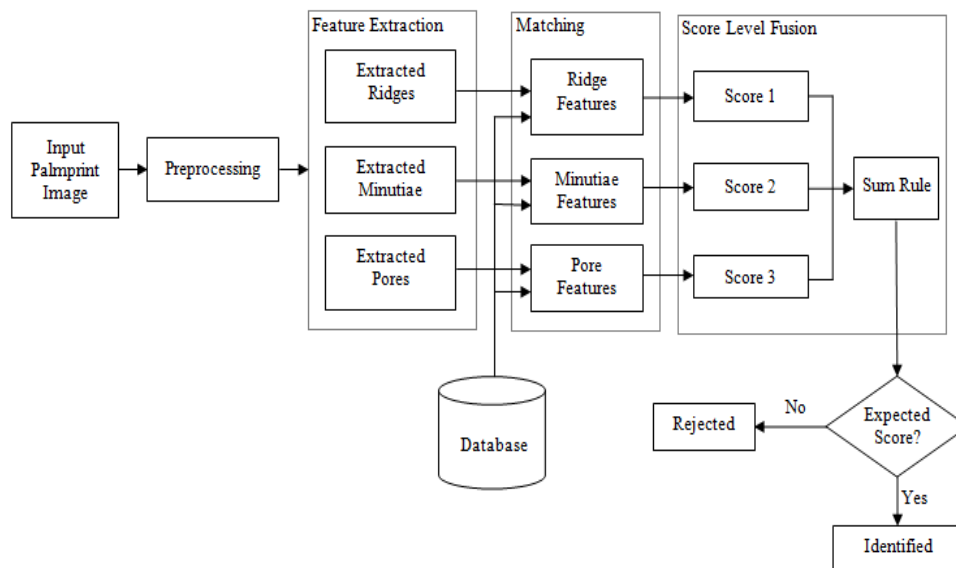 Feature Extraction
Matching
Score Level Fusion
Extracted
Ridges
Ridge
Features
Score 1
Input
Palmprint
Image
Preprocessing
Extracted
Minutiae
Minutiae
Features
Score 2
Sum Rule
Extracted
Pores
Pore
Features
Score 3
Database
Rejected
No
Expected
Score?
Yes
Identified